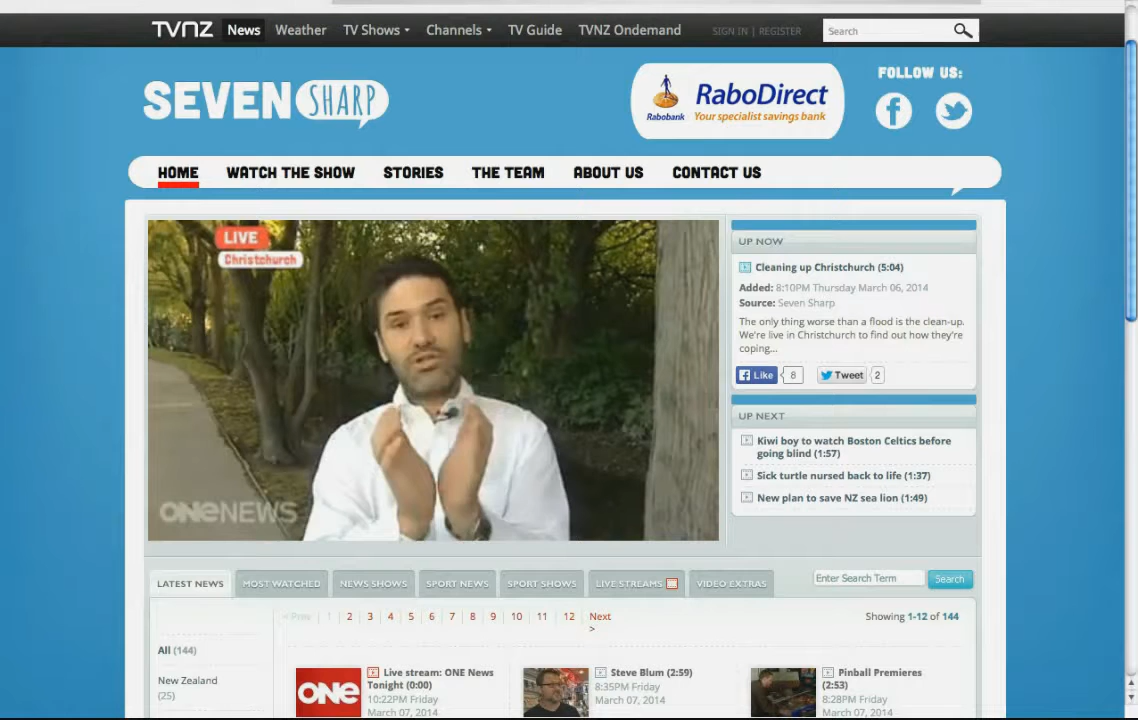 TVNZ News Weather TV Shows Channels TV Guide TVNZ Ondemand SIGN IN | REGISTER Search
SEVEN SHARP
RaboDirect
Rabobank Your specialist savings bank
FOLLOW US:
HOME WATCH THE SHOW STORIES THE TEAM ABOUT US CONTACT US
LIVE
Christchurch
ONE NEWS
UP NOW
Cleaning up Christchurch (5:04)
Added: 8:10PM Thursday March 06, 2014
Source: Seven Sharp
The only thing worse than a flood is the clean-up.
We're live in Christchurch to find out how they're
coping...
Like 8 Tweet 2
UP NEXT
Kiwi boy to watch Boston Celtics before
going blind (1:57)
Sick turtle nursed back to life (1:37)
New plan to save NZ sea lion (1:49)
LATEST NEWS MOST WATCHED NEWS SHOWS SPORT NEWS SPORT SHOWS LIVE STREAMS VIDEO EXTRAS Enter Search Term Search
< Prev 1 2 3 4 5 6 7 8 9 10 11 12 Next
>
Showing 1-12 of 144
All (144)
New Zealand
(25)
ONE
Live stream: ONE News
Tonight (0:00)
10:22PM Friday
March 07, 2014
Steve Blum (2:59)
8:35PM Friday
March 07, 2014
Pinball Premieres
(2:53)
8:28PM Friday
March 07, 2014